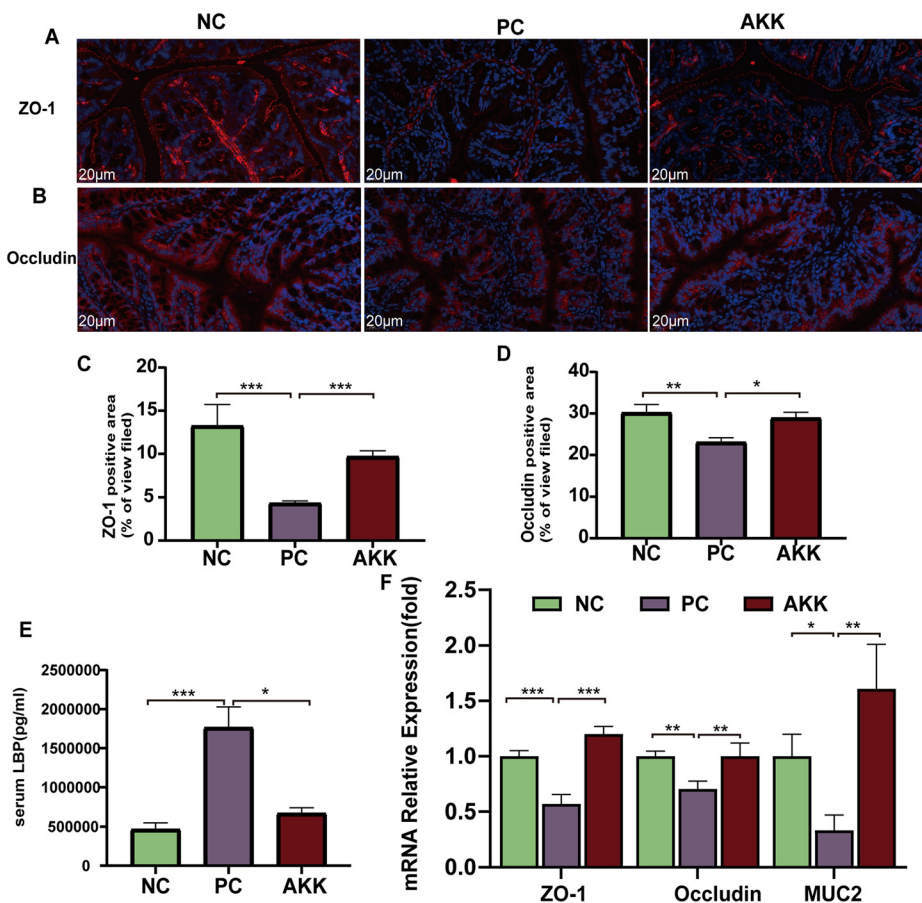 NC PC AKK
A
ZO-1
20μm 20μm 20μm
B
Occludin
20μm 20μm 20μm
C
ZO-1 positive area
(% of view filed)
20
15
10
5
0
*** ***
NC PC AKK
D
Occludin positive area
(% of view filed)
40
30
20
10
0
** *
NC PC AKK
E
serum LBP(pg/ml)
2500000
2000000
1500000
1000000
500000
0
*** *
NC PC AKK
F
mRNA Relative Expression(fold)
2.5
2.0
1.5
1.0
0.5
0.0
NC PC AKK
*** *** ** ** * **
ZO-1 Occludin MUC2